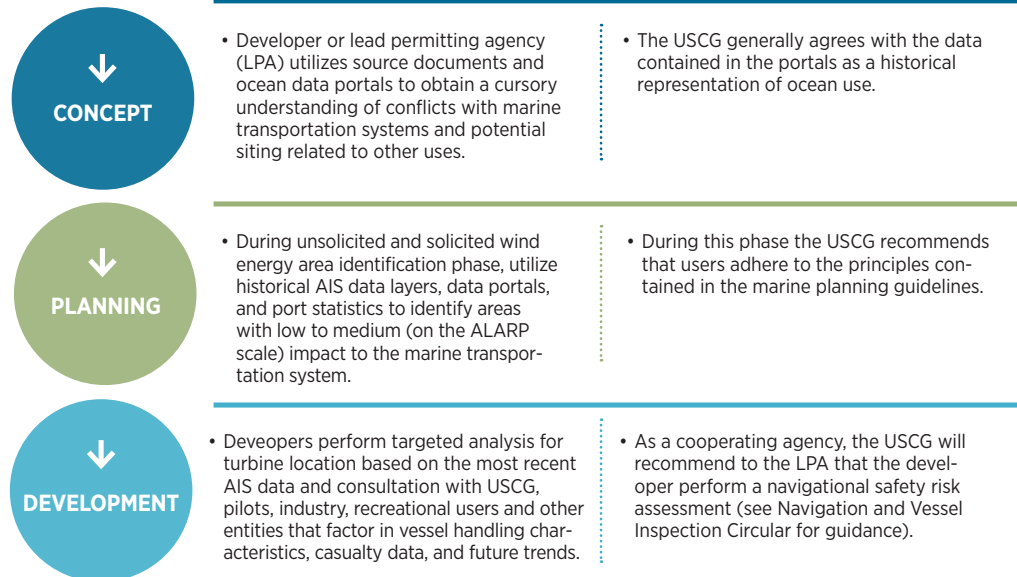 CONCEPT
• Developer or lead permitting agency
(LPA) utilizes source documents and
ocean data portals to obtain a cursory
understanding of conflicts with marine
transportation systems and potential
siting related to other uses.
• The USCG generally agrees with the data
contained in the portals as a historical
representation of ocean use.
PLANNING
• During unsolicited and solicited wind
energy area identification phase, utilize
historical AIS data layers, data portals,
and port statistics to identify areas
with low to medium (on the ALARP
scale) impact to the marine transpor-
tation system.
• During this phase the USCG recommends
that users adhere to the principles con-
tained in the marine planning guidelines.
DEVELOPMENT
• Deveopers perform targeted analysis for
turbine location based on the most recent
AIS data and consultation with USCG,
pilots, industry, recreational users and other
entities that factor in vessel handling char-
acteristics, casualty data, and future trends.
• As a cooperating agency, the USCG will
recommend to the LPA that the devel-
oper perform a navigational safety risk
assessment (see Navigation and Vessel
Inspection Circular for guidance).